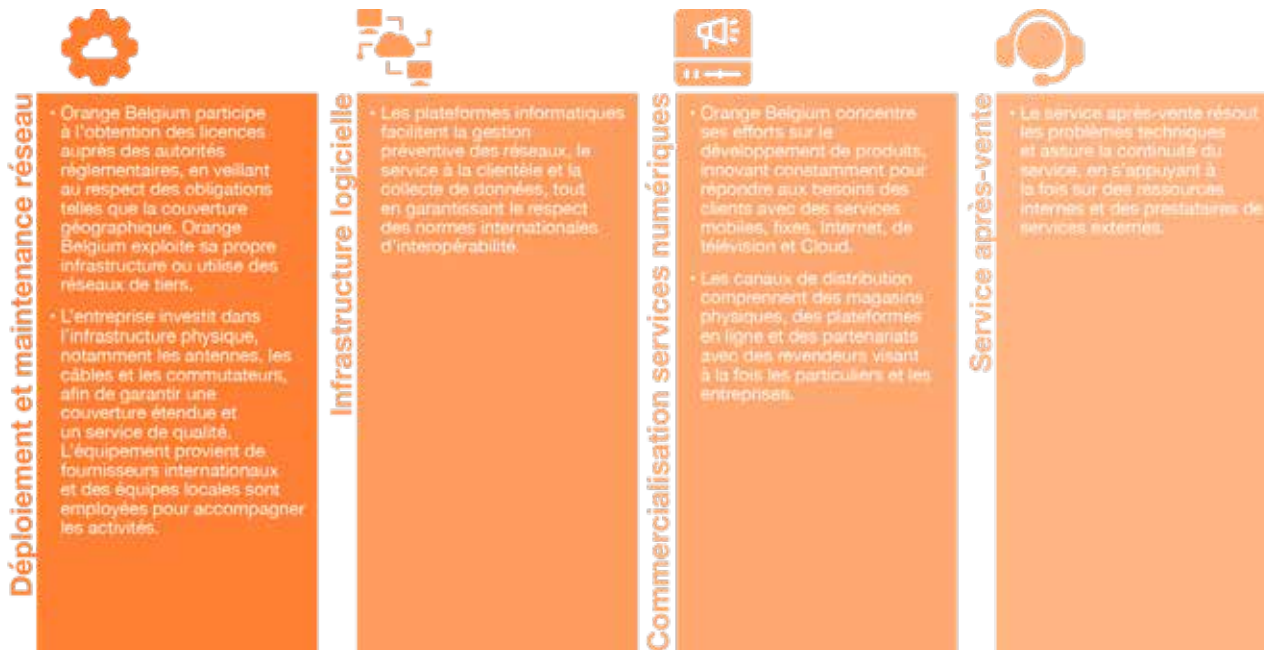 Déploiement et maintenance réseau
• Orange Belgium participe
à l'obtention des licences
auprès des autorités
réglementaires, en veillant
au respect des obligations
telles que la couverture
géographique. Orange
Belgium exploite sa propre
infrastructure ou utilise des
réseaux de tiers.
• L'entreprise investit dans
l'infrastructure physique,
notamment les antennes, les
câbles et les commutateurs,
afin de garantir une
couverture étendue et
un service de qualité.
L'équipement provient de
fournisseurs internationaux
et des équipes locales sont
employées pour accompagner
les activités.
Infrastructure logicielle
• Les plateformes informatiques
facilitent la gestion
préventive des réseaux, le
service à la clientèle et la
collecte de données, tout
en garantissant le respect
des normes internationales
d'interopérabilité.
Commercialisation services numériques
• Orange Belgium concentre
ses efforts sur le
développement de produits,
innovant constamment pour
répondre aux besoins des
clients avec des services
mobiles, fixes, Internet, de
télévision et Cloud.
• Les canaux de distribution
comprennent des magasins
physiques, des plateformes
en ligne et des partenariats
avec des revendeurs visant
à la fois les particuliers et les
entreprises.
Service après-vente
• Le service après-vente résout
les problèmes techniques
et assure la continuité du
service, en s'appuyant à
la fois sur des ressources
internes et des prestataires de
services externes.